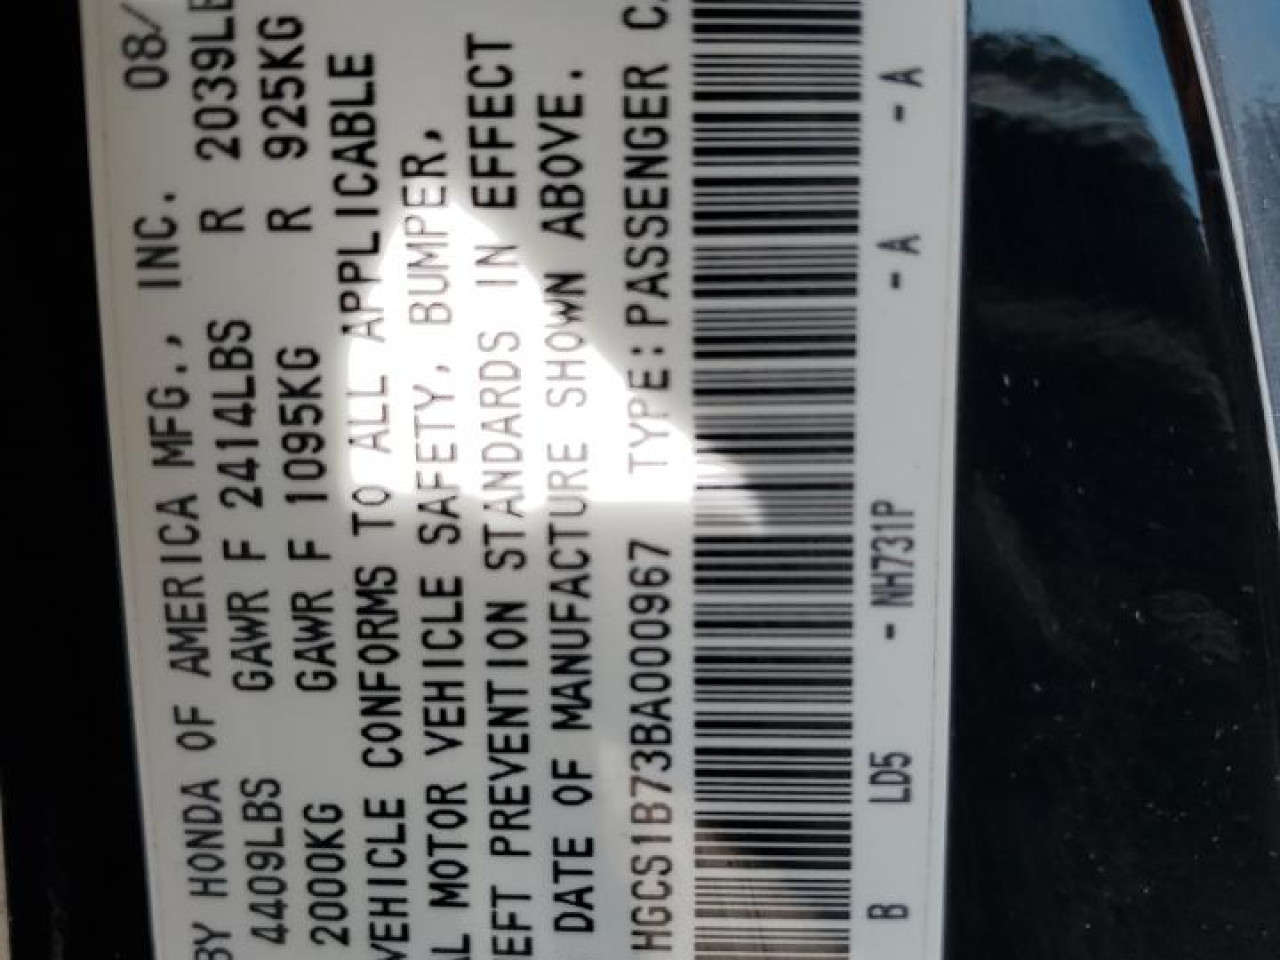 BY HONDA OF AMERICA MFG., INC. 08/
4409LBS GAWR F 2414LBS R 2039LB
2000KG GAWR F 1095KG R 925KG
VEHICLE CONFORMS TO ALL APPLICABLE
AL MOTOR VEHICLE SAFETY, BUMPER,
EFT PREVENTION STANDARDS IN EFFECT
DATE OF MANUFACTURE SHOWN ABOVE.
HGCS1B73BA000967 TYPE:PASSENGER CA
B LD5 - NH731P - A - A